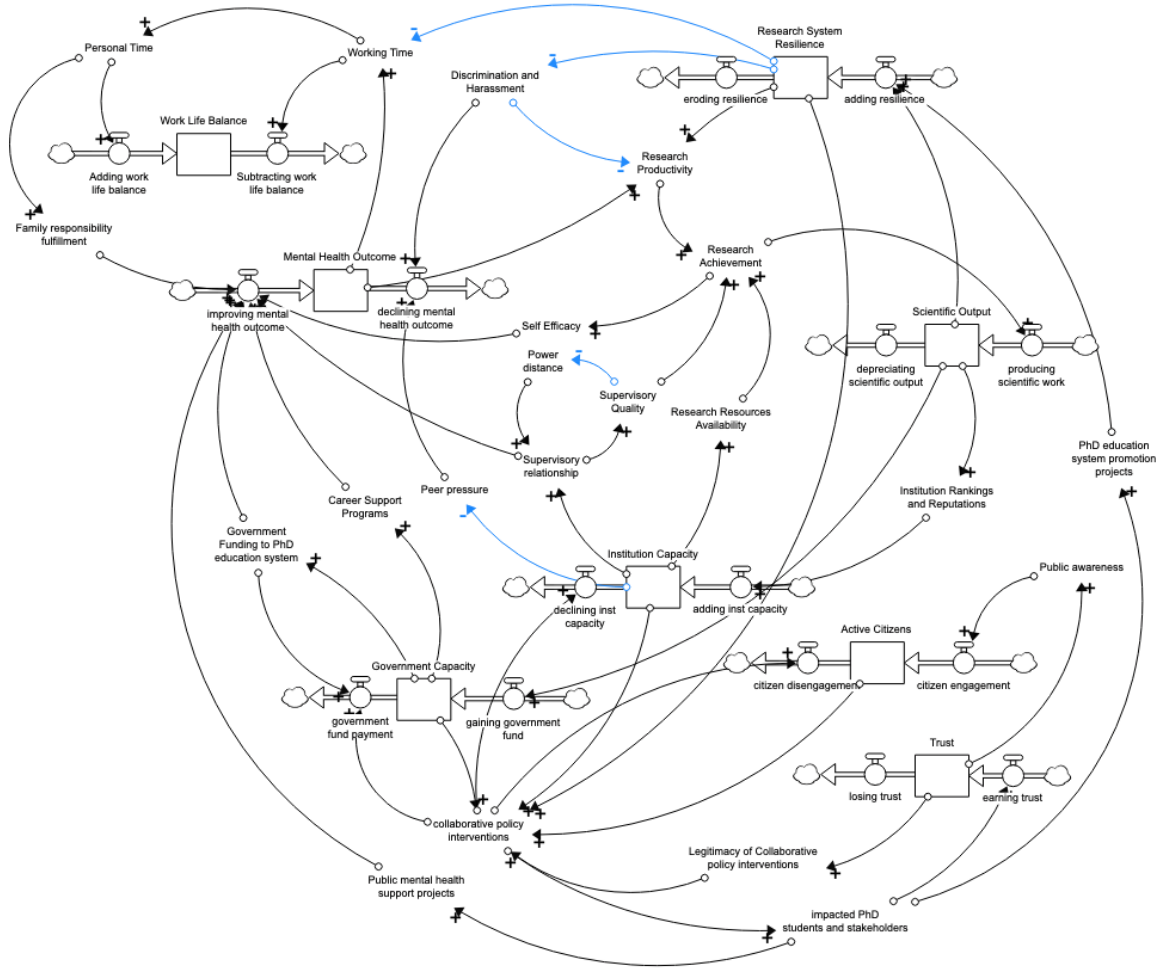 Research System
Resilience
Personal Time
Working Time
Discrimination and
Harassment
eroding resilience
adding resilience
Work Life Balance
Adding work
life balance
Subtracting work
life balance
Research
Productivity
Family responsibility
fulfillment
Mental Health Outcome
Research
Achievement
improving mental
health outcome
declining mental
health outcome
Self Efficacy
Scientific Output
Power
distance
depreciating
scientific output
producing
scientific work
Supervisory
Quality
Research Resources
Availability
PhD education
system promotion
projects
Supervisory
relationship
Peer pressure
Career Support
Programs
Institution Rankings
and Reputations
Government
Funding to PhD
education system
Institution Capacity
Public awareness
declining inst
capacity
adding inst capacity
Active Citizens
Government Capacity
citizen disengagement
citizen engagement
government
fund payment
gaining government
fund
Trust
losing trust
earning trust
collaborative policy
interventions
Legitimacy of Collaborative
policy interventions
Public mental health
support projects
impacted PhD
students and stakeholders